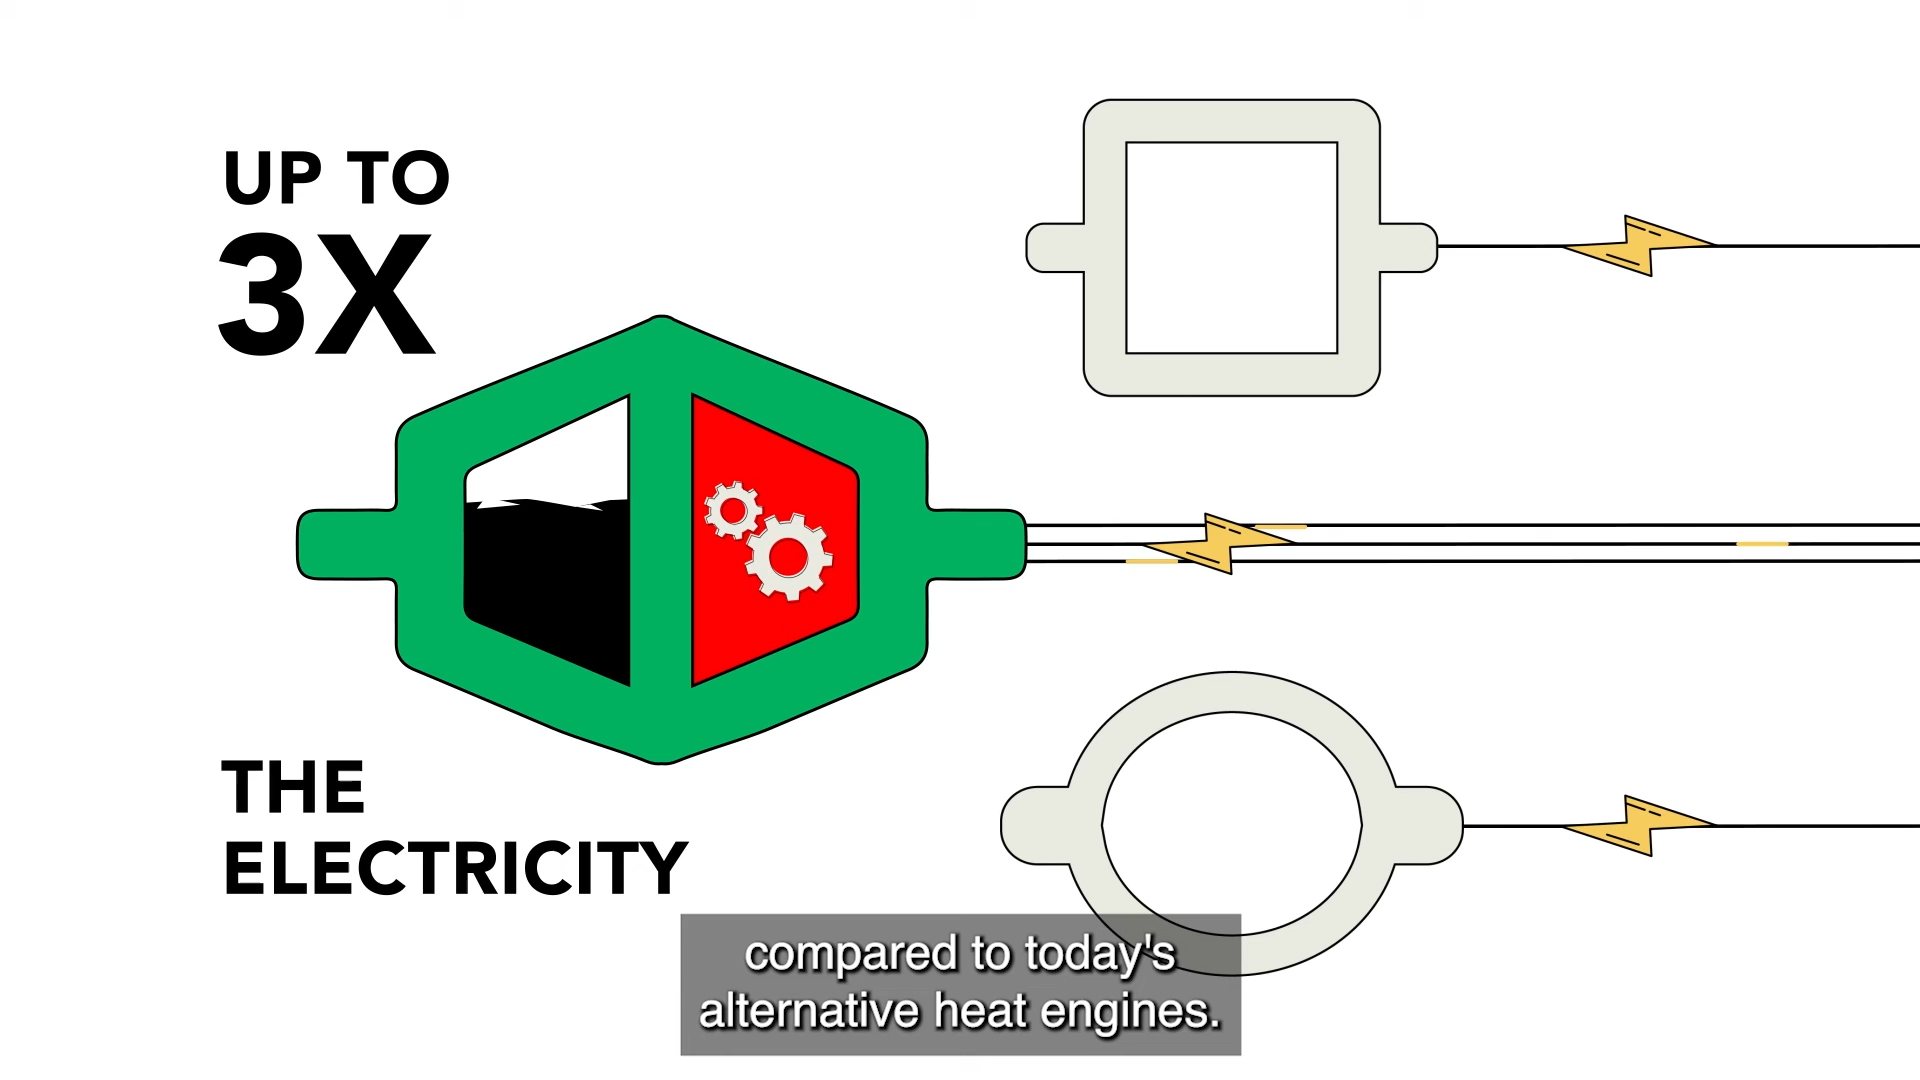 UP TO
3X
THE
ELECTRICITY
compared to today's
alternative heat engines.